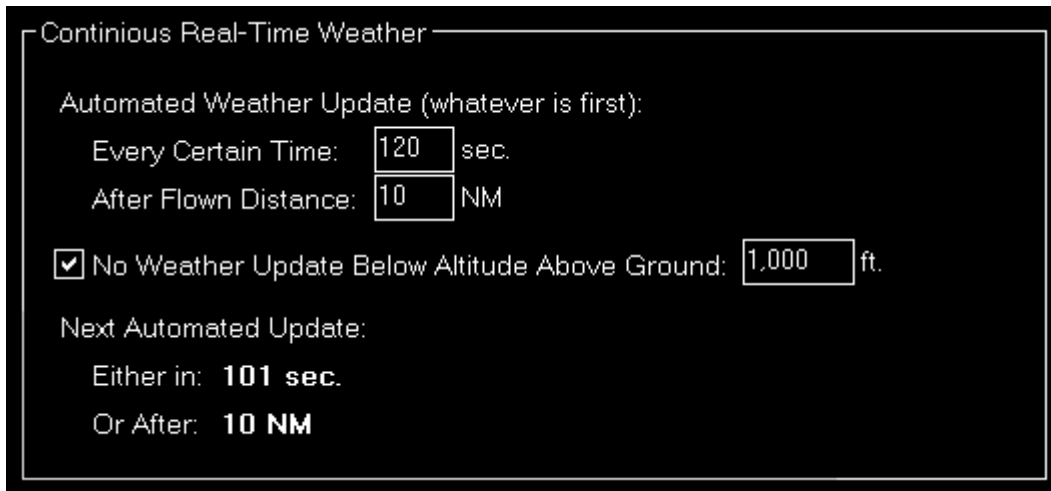 Continious Real-Time Weather
Automated Weather Update (whatever is first):
Every Certain Time: 120 sec.
After Flown Distance: 10 NM
No Weather Update Below Altitude Above Ground: 1,000 ft.
Next Automated Update:
Either in: 101 sec.
Or After: 10 NM